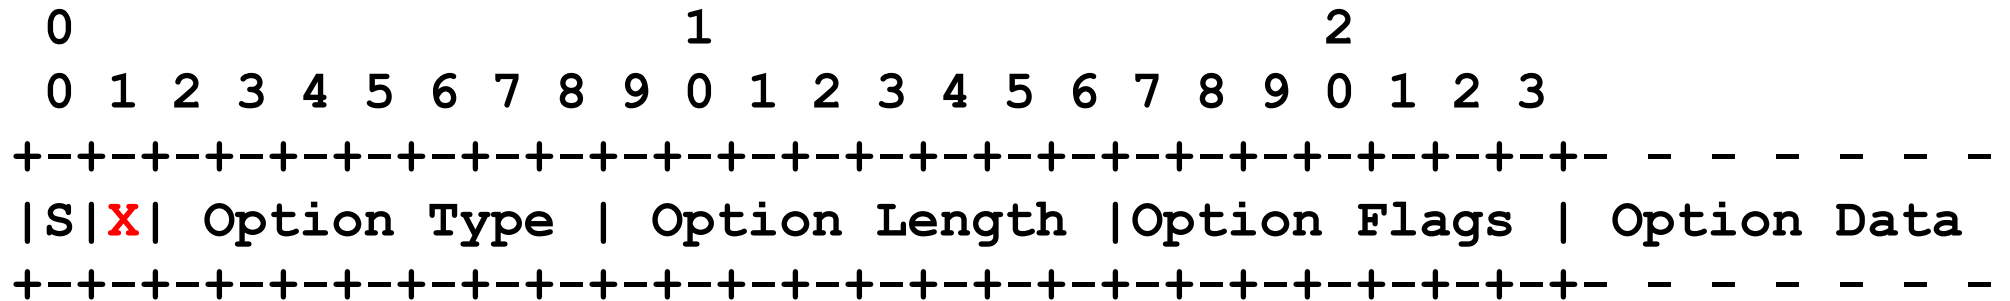 0                   1                   2
 0 1 2 3 4 5 6 7 8 9 0 1 2 3 4 5 6 7 8 9 0 1 2 3
+-+-+-+-+-+-+-+-+-+-+-+-+-+-+-+-+-+-+-+-+-+-+-+-+- - - - - - -
|S|X| Option Type | Option Length |Option Flags | Option Data
+-+-+-+-+-+-+-+-+-+-+-+-+-+-+-+-+-+-+-+-+-+-+-+-+- - - - - - -